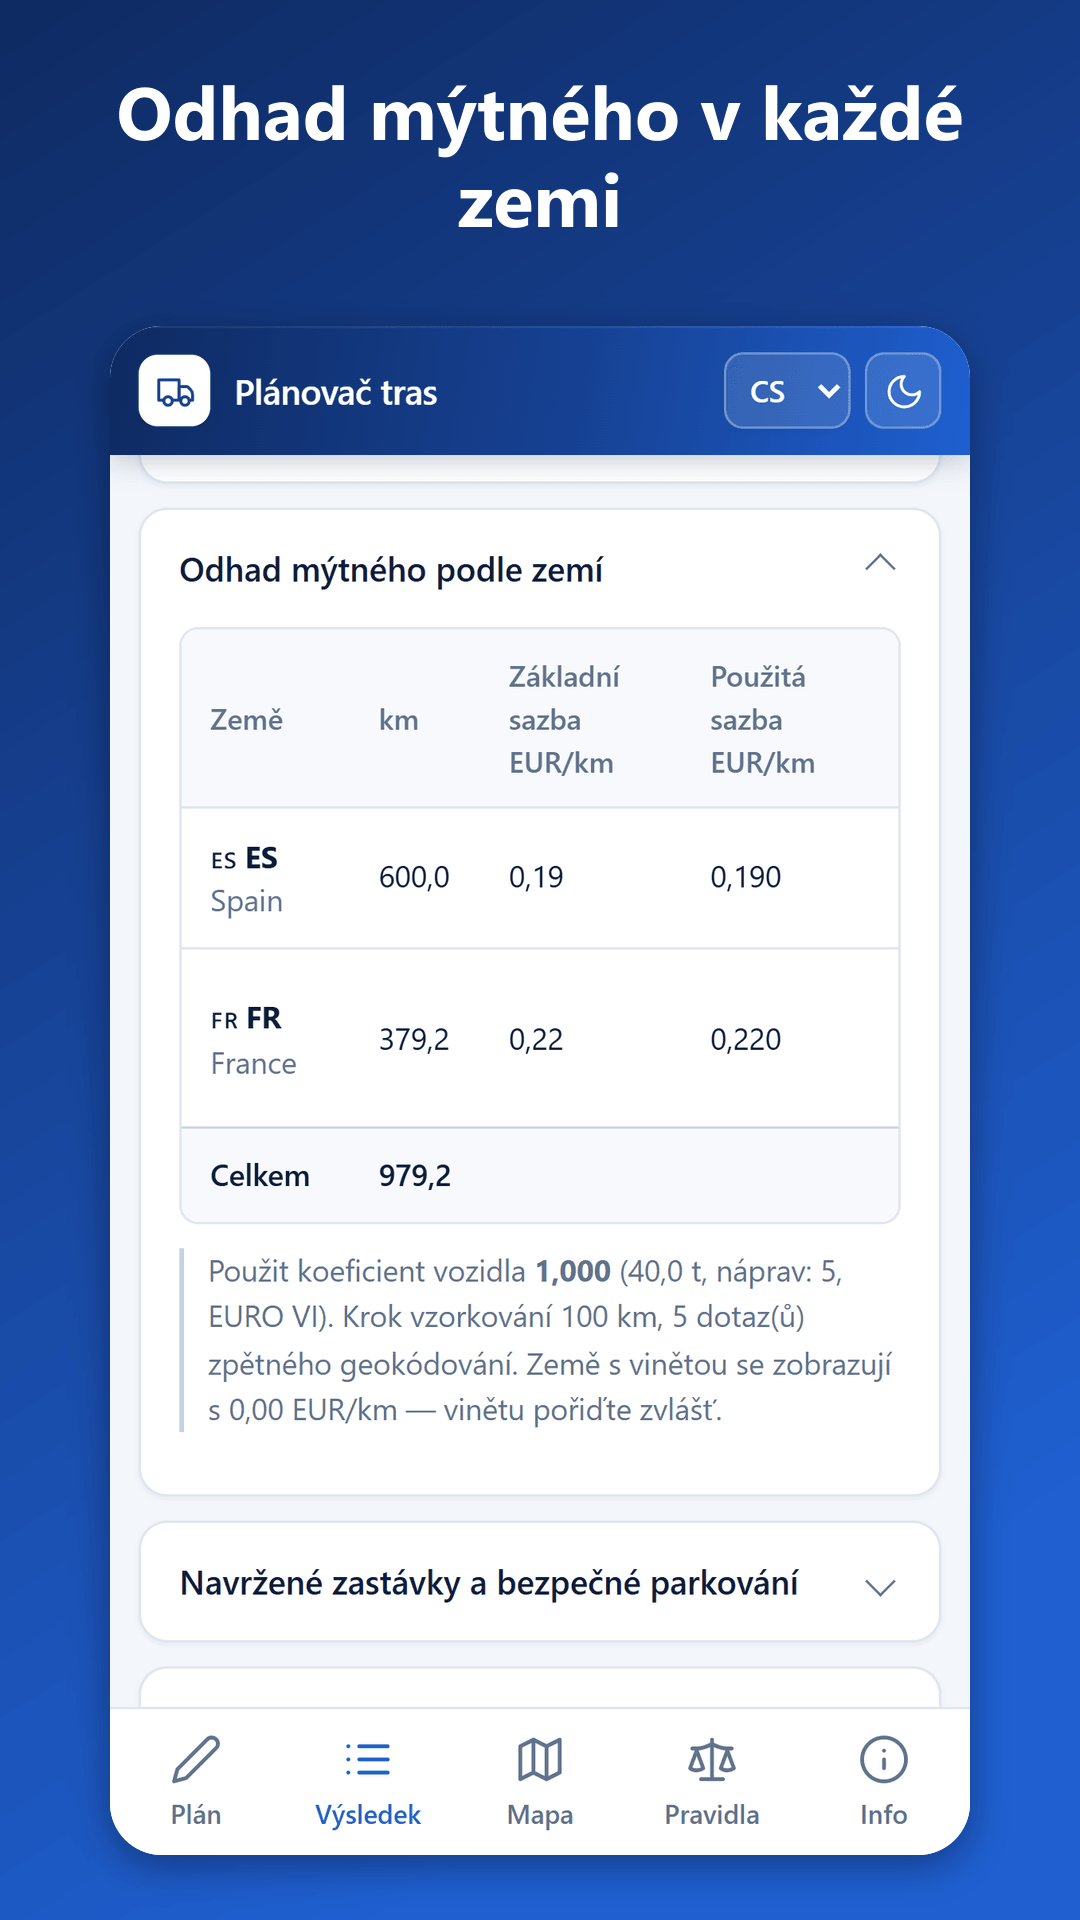 Odhad mýtného v každé
zemi
Plánovač tras
CS
Odhad mýtného podle zemí
Země
km
Základní
sazba
EUR/km
Použitá
sazba
EUR/km
ES ES
Spain
600,0
0,19
0,190
FR FR
France
379,2
0,22
0,220
Celkem
979,2
Použit koeficient vozidla 1,000 (40,0 t, náprav: 5,
EURO VI). Krok vzorkování 100 km, 5 dotaz(ů)
zpětného geokódování. Země s vinětou se zobrazují
s 0,00 EUR/km — vinětu pořiďte zvlášť.
Navržené zastávky a bezpečné parkování
Plán
Výsledek
Mapa
Pravidla
Info